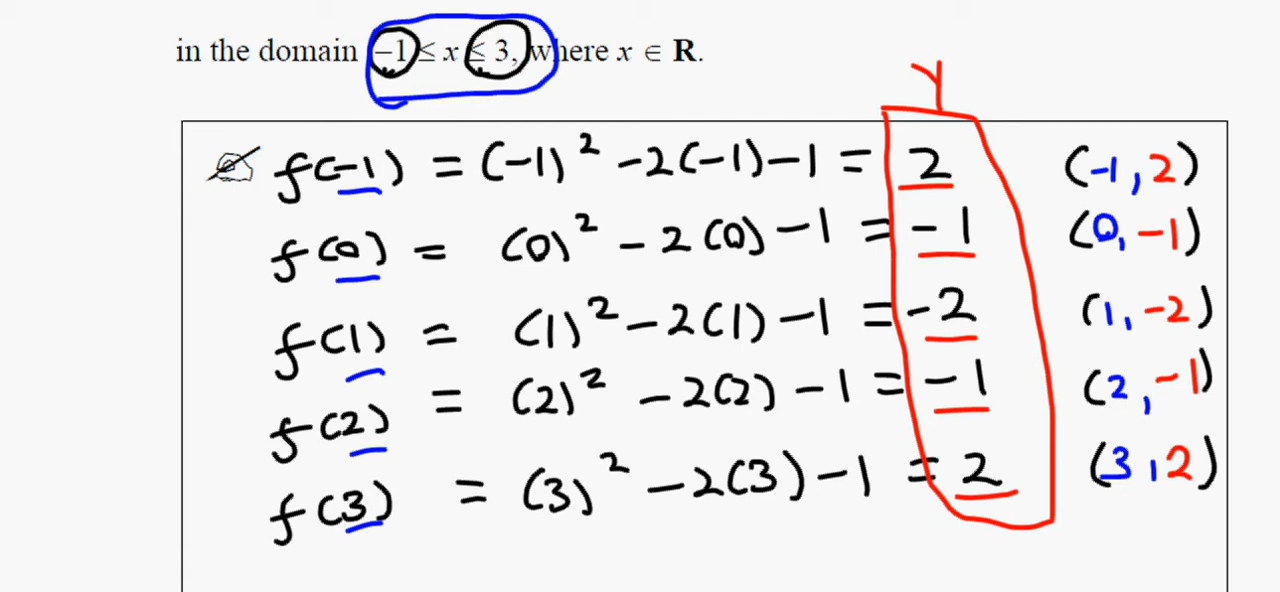 in the domain −1 ≤ x ≤ 3, where x ∈ R.
Y
f(-1) = (-1)² -2(-1)-1 = 2 (-1,2)
f(0) = (0)² - 2(0) -1 = -1 (0,-1)
f(1) = (1)² -2(1) -1 = -2 (1,-2)
f(2) = (2)² -2(2) -1 = -1 (2,-1)
f(3) = (3)² -2(3) -1 = 2 (3,2)